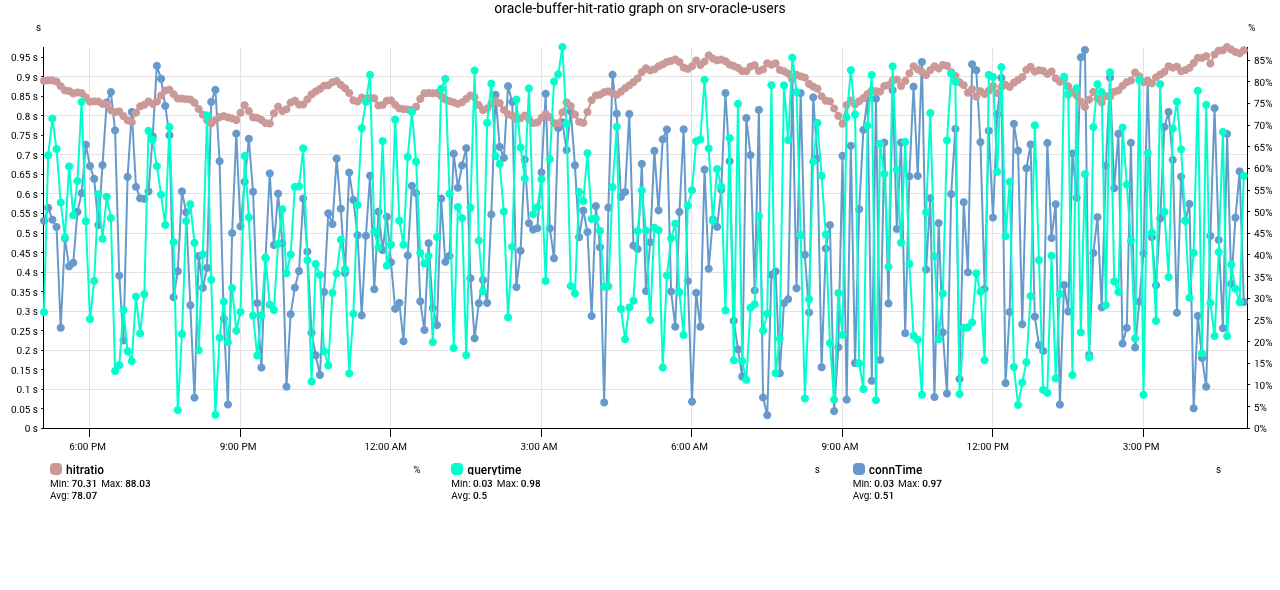 oracle-buffer-hit-ratio graph on srv-oracle-users
s %
0.95 s
0.9 s
0.85 s
0.8 s
0.75 s
0.7 s
0.65 s
0.6 s
0.55 s
0.5 s
0.45 s
0.4 s
0.35 s
0.3 s
0.25 s
0.2 s
0.15 s
0.1 s
0.05 s
0 s
85%
80%
75%
70%
65%
60%
55%
50%
45%
40%
35%
30%
25%
20%
15%
10%
5%
0%
6:00 PM 9:00 PM 12:00 AM 3:00 AM 6:00 AM 9:00 AM 12:00 PM 3:00 PM
hitratio % querytime s connTime s
Min: 70.31 Max: 88.03 Min: 0.03 Max: 0.98 Min: 0.03 Max: 0.97
Avg: 78.07 Avg: 0.5 Avg: 0.51